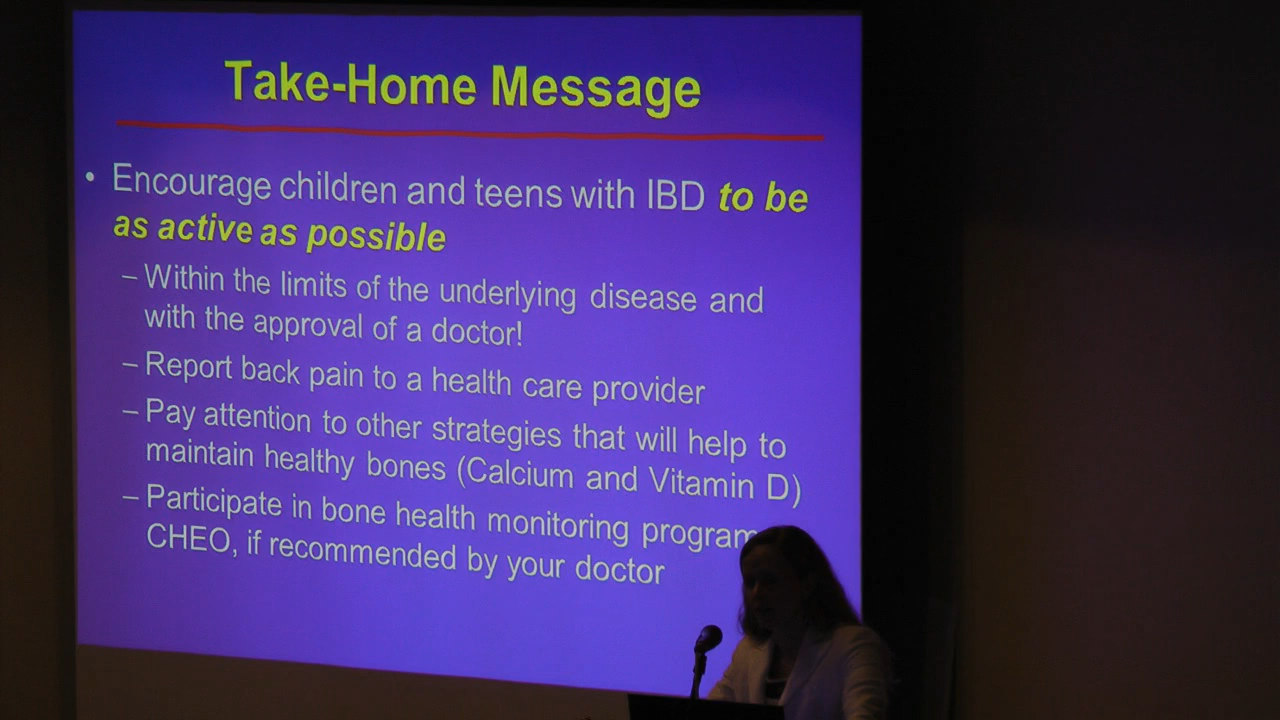 Take-Home Message
• Encourage children and teens with IBD to be
as active as possible
– Within the limits of the underlying disease and
with the approval of a doctor!
– Report back pain to a health care provider
– Pay attention to other strategies that will help to
maintain healthy bones (Calcium and Vitamin D)
– Participate in bone health monitoring program
CHEO, if recommended by your doctor